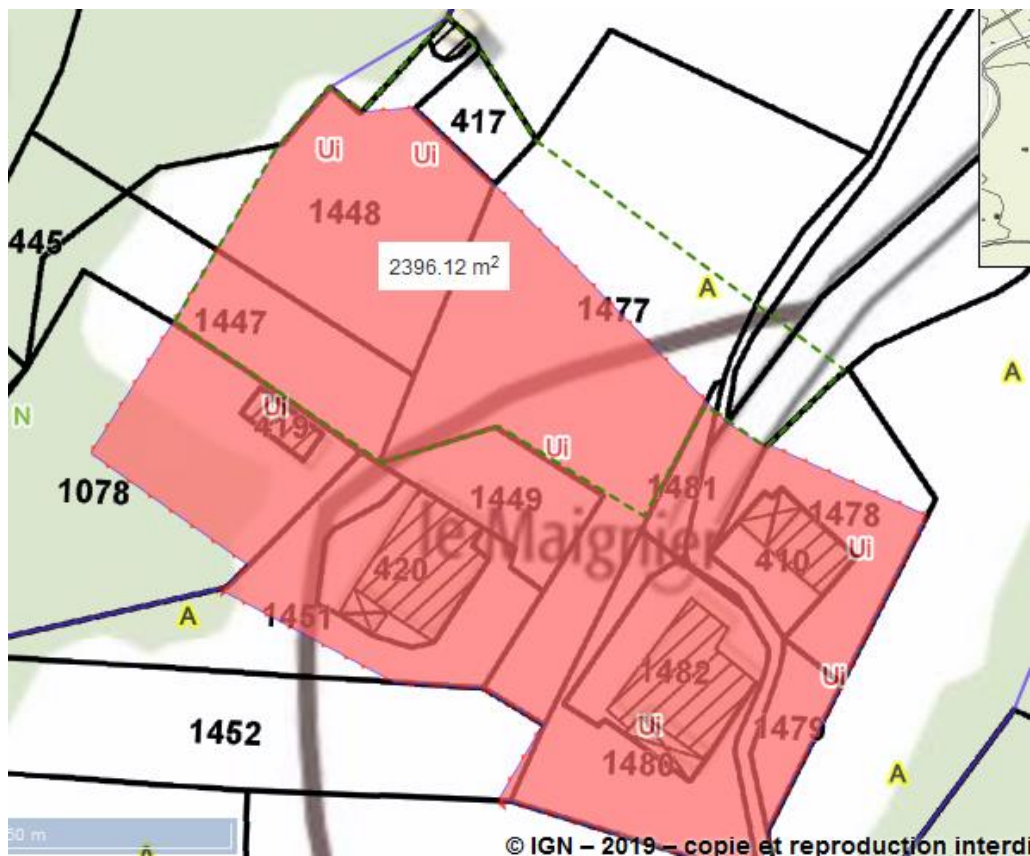 417
Ui
Ui
1448
445
2396.12 m²
A
1477
1447
A
N
Ui
419
Ui
1078
1449
1481
1478
le Maignier
Ui
410
420
A
1451
1482
Ui
Ui
1479
1452
1480
A
50 m
A
© IGN – 2019 – copie et reproduction interdi